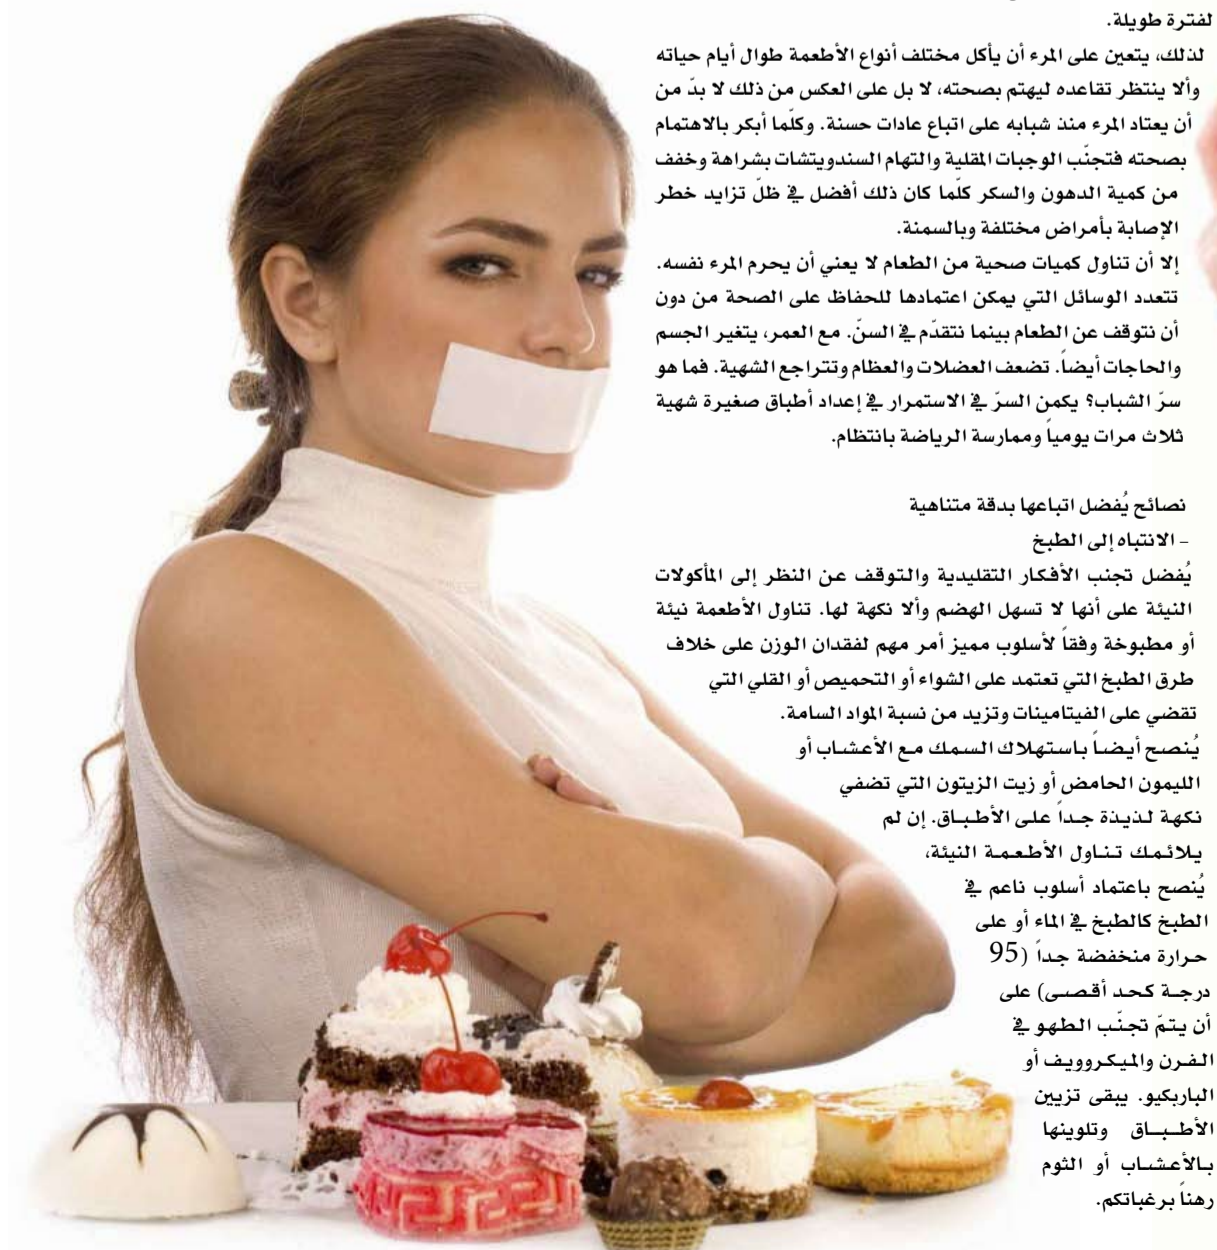 لفترة طويلة.
لذلك، يتعين على المرء أن يأكل مختلف أنواع الأطعمة طوال أيام حياته
وألا ينتظر تقاعده ليهتم بصحته، لا بل على العكس من ذلك لا بدّ من
أن يعتاد المرء منذ شبابه على اتباع عادات حسنة. وكلّما أبكر بالاهتمام
بصحته فتجنّب الوجبات المقلية والتهام السندويتشات بشراهة وخفف
من كمية الدهون والسكر كلّما كان ذلك أفضل في ظلّ تزايد خطر
الإصابة بأمراض مختلفة وبالسمنة.
إلا أن تناول كميات صحية من الطعام لا يعني أن يحرم المرء نفسه.
تتعدد الوسائل التي يمكن اعتمادها للحفاظ على الصحة من دون
أن نتوقف عن الطعام بينما نتقدّم في السنّ. مع العمر، يتغير الجسم
والحاجات أيضاً. تضعف العضلات والعظام وتتراجع الشهية. فما هو
سرّ الشباب؟ يكمن السرّ في الاستمرار في إعداد أطباق صغيرة شهية
ثلاث مرات يومياً وممارسة الرياضة بانتظام.
نصائح يُفضل اتباعها بدقة متناهية
- الانتباه إلى الطبخ
يُفضل تجنب الأفكار التقليدية والتوقف عن النظر إلى المأكولات
النيئة على أنها لا تسهل الهضم وألا نكهة لها. تناول الأطعمة نيئة
أو مطبوخة وفقاً لأسلوب مميز أمر مهم لفقدان الوزن على خلاف
طرق الطبخ التي تعتمد على الشواء أو التحميص أو القلي التي
تقضي على الفيتامينات وتزيد من نسبة المواد السامة.
يُنصح أيضاً باستهلاك السمك مع الأعشاب أو
الليمون الحامض أو زيت الزيتون التي تضفي
نكهة لذيذة جداً على الأطباق. إن لم
يلائمك تناول الأطعمة النيئة،
يُنصح باعتماد أسلوب ناعم في
الطبخ كالطبخ في الماء أو على
حرارة منخفضة جداً (95
درجة كحد أقصى) على
أن يتمّ تجنّب الطهو في
الفرن والميكروويف أو
الباربكيو. يبقى تزيين
الأطباق وتلوينها
بالأعشاب أو الثوم
رهناً برغباتكم.